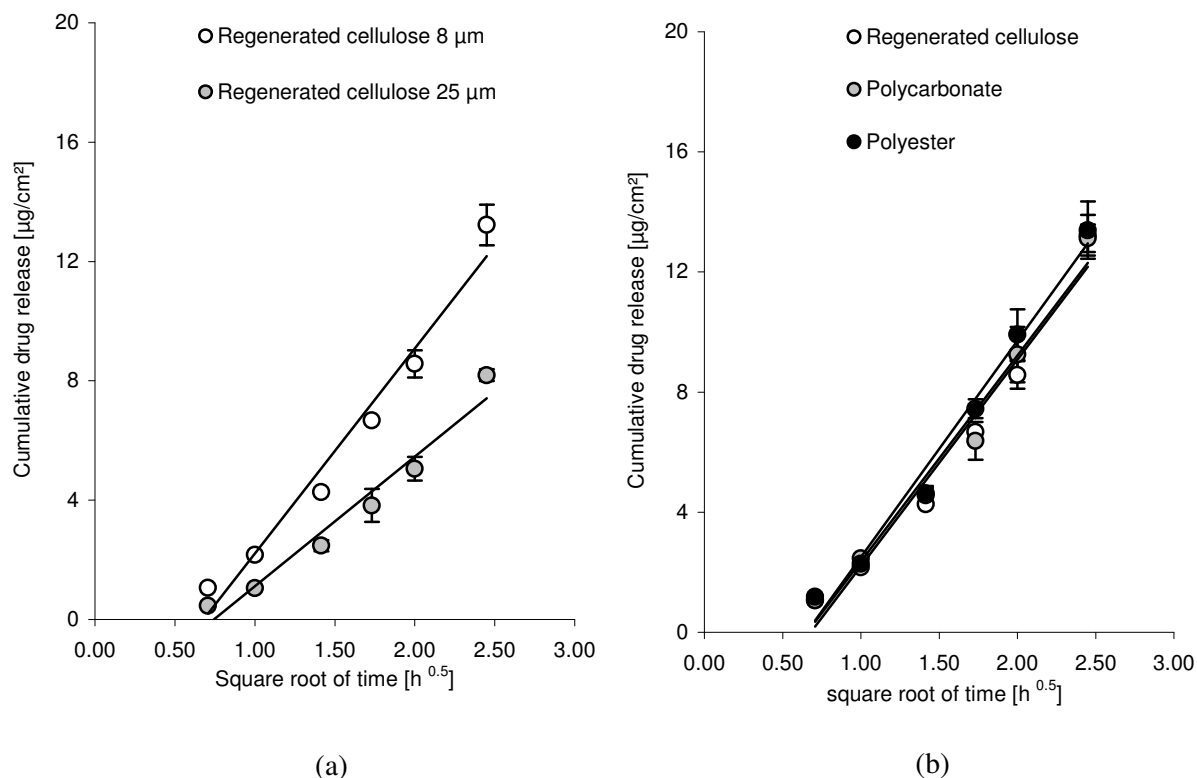 20
16
12
8
4
0
0.00 0.50 1.00 1.50 2.00 2.50 3.00
Cumulative drug release [µg/cm²]
Square root of time [h 0.5]
Regenerated cellulose 8 µm
Regenerated cellulose 25 µm
(a)
20
16
12
8
4
0
0.00 0.50 1.00 1.50 2.00 2.50 3.00
Cumulative drug release [µg/cm²]
square root of time [h 0.5]
Regenerated cellulose
Polycarbonate
Polyester
(b)